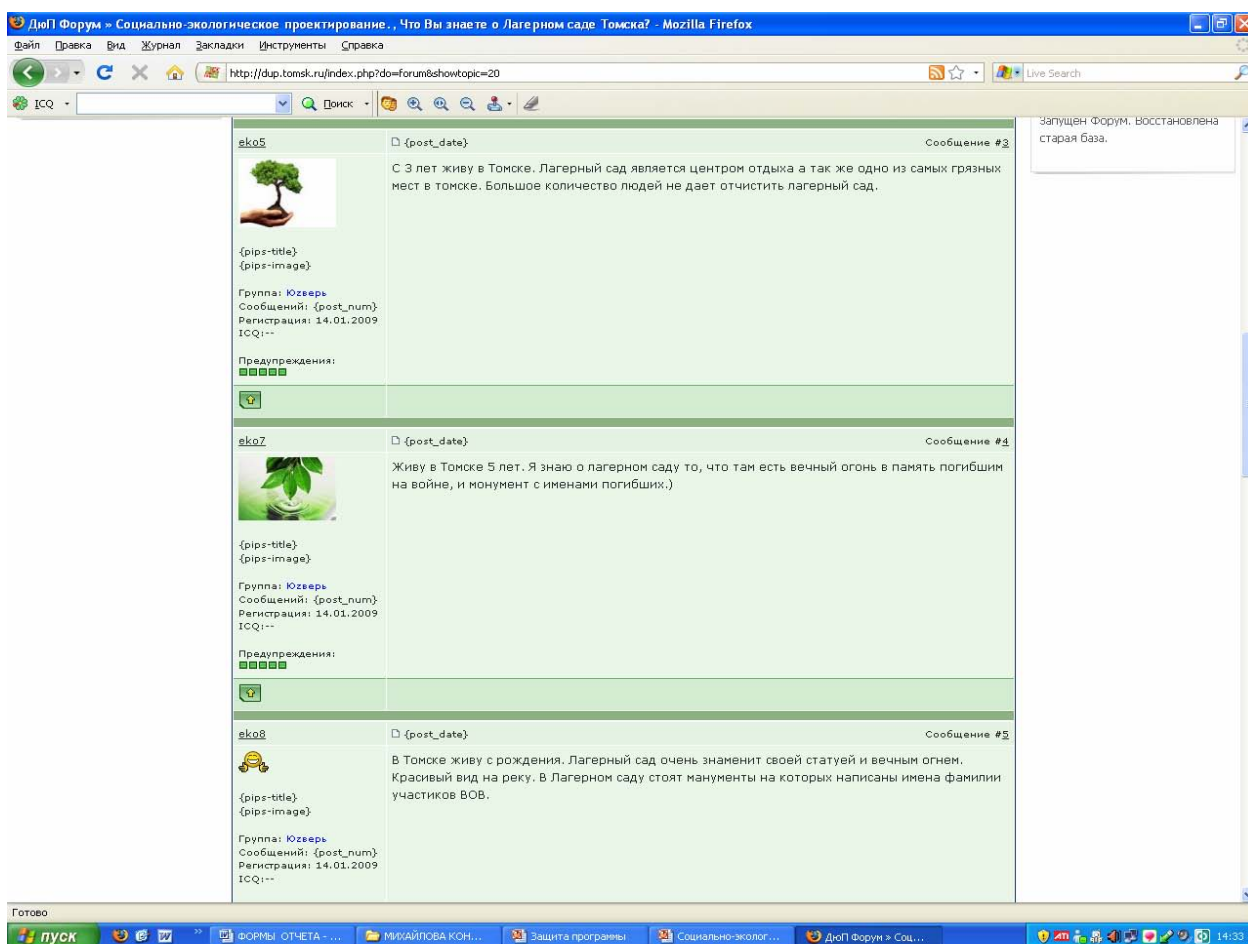 ДюП Форум » Социально-экологическое проектирование. , Что Вы знаете о Лагерном саде Томска? - Mozilla Firefox
Файл Правка Вид Журнал Закладки Инструменты Справка
http://dup.tomsk.ru/index.php?do=forum&showtopic=20
Live Search
ICQ
Поиск
Запущен Форум. Восстановлена
старая база.
eko5
{post_date}
Сообщение #3
С 3 лет живу в Томске. Лагерный сад является центром отдыха а так же одно из самых грязных
мест в томске. Большое количество людей не дает отчистить лагерный сад.
{pips-title}
{pips-image}
Группа: Юzверь
Сообщений: {post_num}
Регистрация: 14.01.2009
ICQ:--
Предупреждения:
eko7
{post_date}
Сообщение #4
Живу в Томске 5 лет. Я знаю о лагерном саду то, что там есть вечный огонь в память погибшим
на войне, и монумент с именами погибших.)
{pips-title}
{pips-image}
Группа: Юzверь
Сообщений: {post_num}
Регистрация: 14.01.2009
ICQ:--
Предупреждения:
eko8
{post_date}
Сообщение #5
В Томске живу с рождения. Лагерный сад очень знаменит своей статуей и вечным огнем.
Красивый вид на реку. В Лагерном саду стоят манументы на которых написаны имена фамилии
участиков ВОВ.
{pips-title}
{pips-image}
Группа: Юzверь
Сообщений: {post_num}
Регистрация: 14.01.2009
ICQ:--
Готово
пуск
ФОРМЫ ОТЧЕТА - ...
МИХАЙЛОВА КОН...
Защита программы
Социально-эколог...
ДюП Форум » Соц...
14:33